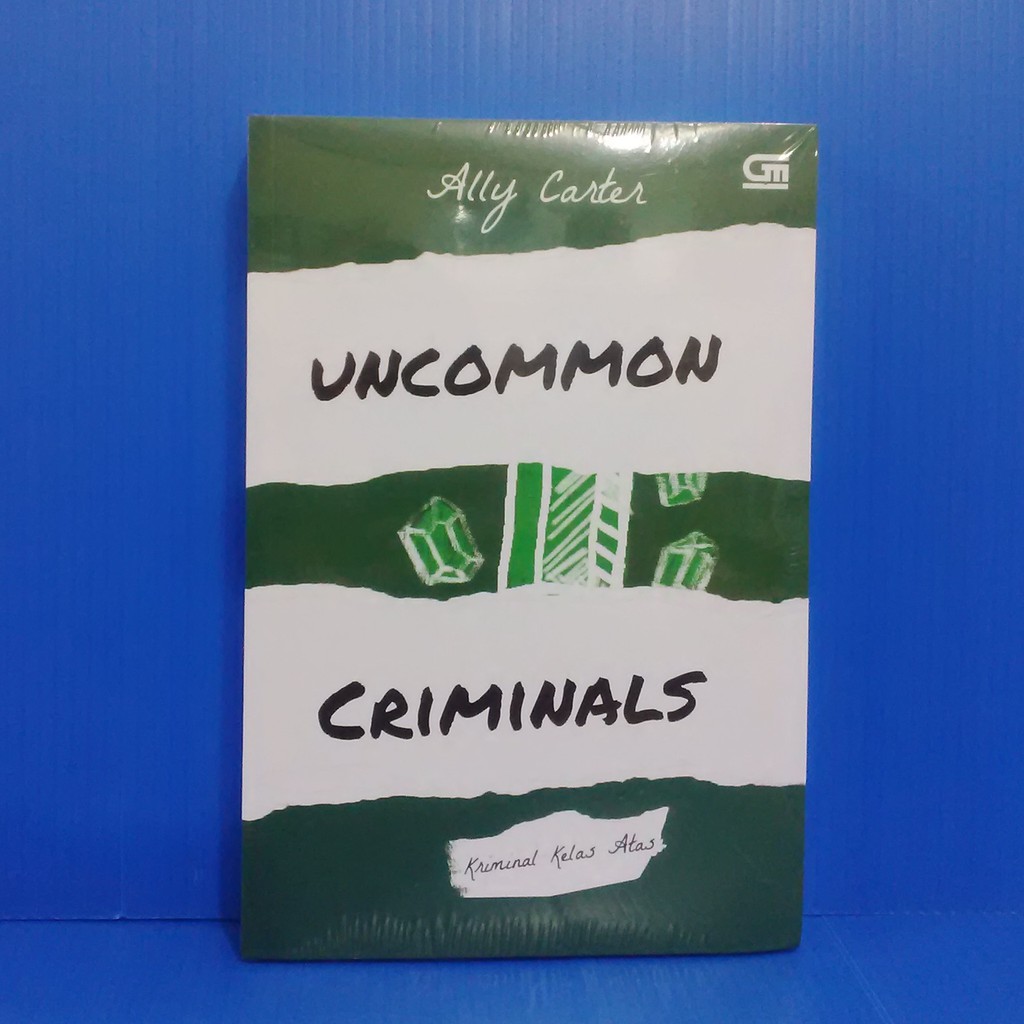 Ally Carter
GM
UNCOMMON
CRIMINALS
Kriminal Kelas Atas